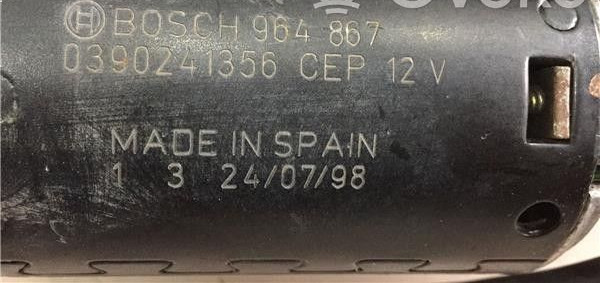 BOSCH 964 867
0390241356 CEP 12 V
MADE IN SPAIN
1 3 24/07/98